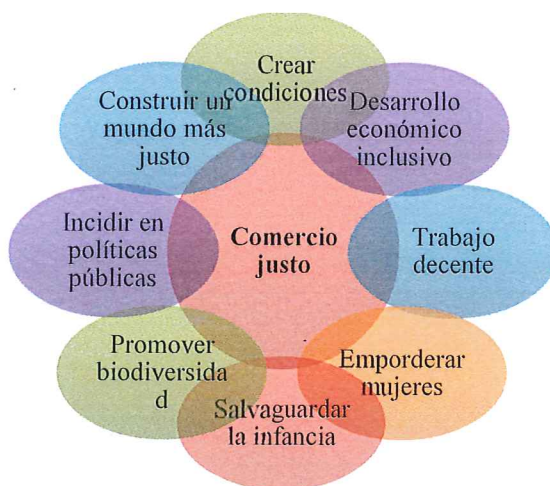 Crear
condiciones
Desarrollo
económico
inclusivo
Trabajo
decente
Emporderar
mujeres
Salvaguardar
la infancia
Promover
biodiversida
d
Incidir en
políticas
públicas
Construir un
mundo más
justo
Comercio
justo